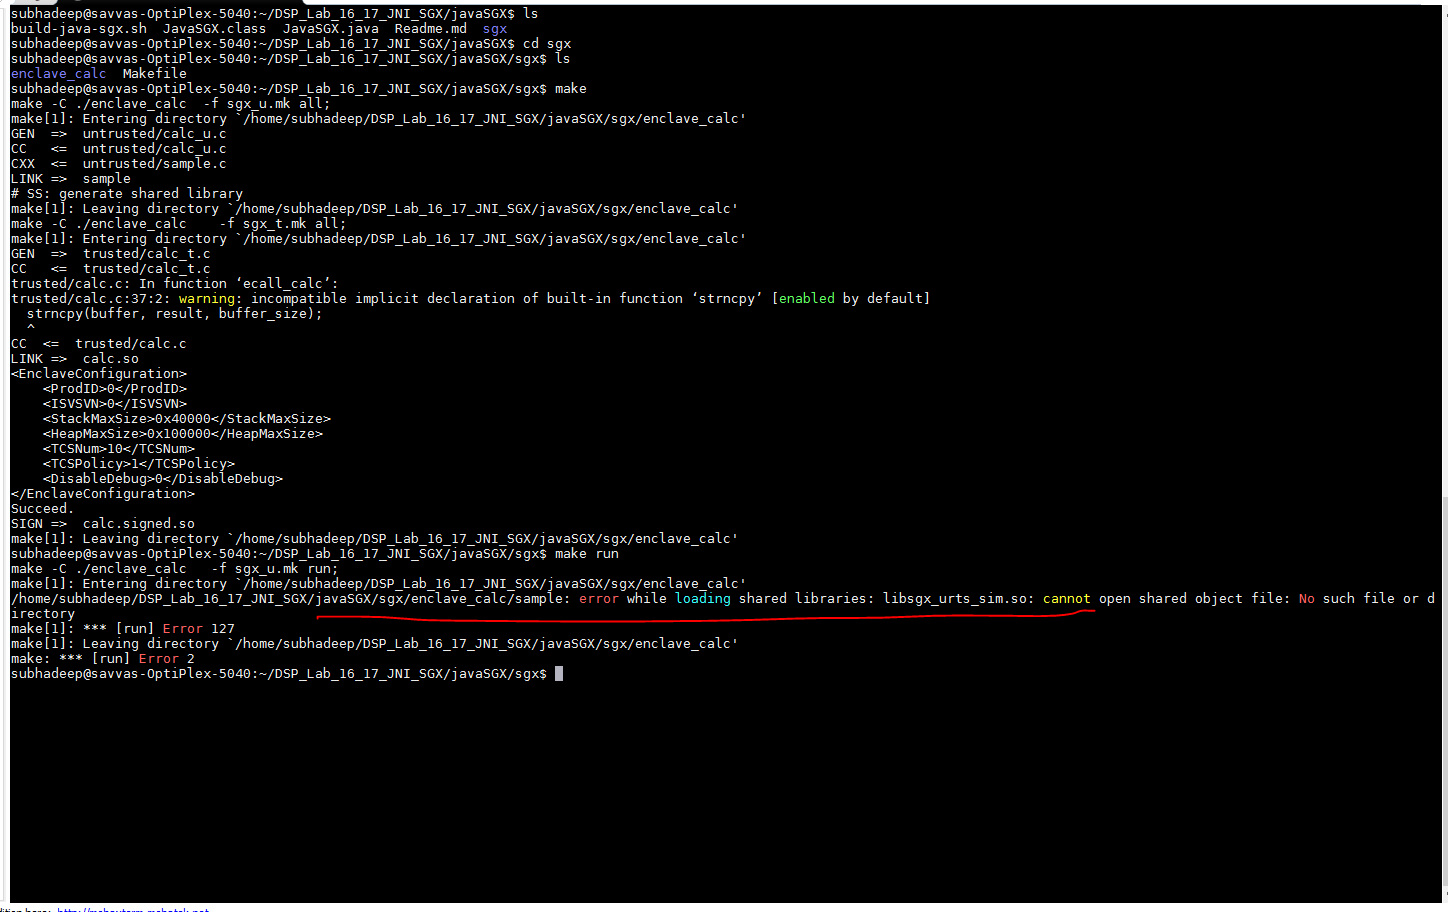 subhadeep@savvas-OptiPlex-5040:~/DSP_Lab_16_17_JNI_SGX/javaSGX$ ls
build-java-sgx.sh  JavaSGX.class  JavaSGX.java  Readme.md  sgx
subhadeep@savvas-OptiPlex-5040:~/DSP_Lab_16_17_JNI_SGX/javaSGX$ cd sgx
subhadeep@savvas-OptiPlex-5040:~/DSP_Lab_16_17_JNI_SGX/javaSGX/sgx$ ls
enclave_calc  Makefile
subhadeep@savvas-OptiPlex-5040:~/DSP_Lab_16_17_JNI_SGX/javaSGX/sgx$ make
make -C ./enclave_calc  -f sgx_u.mk all;
make[1]: Entering directory `/home/subhadeep/DSP_Lab_16_17_JNI_SGX/javaSGX/sgx/enclave_calc'
GEN  =>  untrusted/calc_u.c
CC   <=  untrusted/calc_u.c
CXX  <=  untrusted/sample.c
LINK =>  sample
# SS: generate shared library
make[1]: Leaving directory `/home/subhadeep/DSP_Lab_16_17_JNI_SGX/javaSGX/sgx/enclave_calc'
make -C ./enclave_calc    -f sgx_t.mk all;
make[1]: Entering directory `/home/subhadeep/DSP_Lab_16_17_JNI_SGX/javaSGX/sgx/enclave_calc'
GEN  =>  trusted/calc_t.c
CC   <=  trusted/calc_t.c
trusted/calc.c: In function ‘ecall_calc’:
trusted/calc.c:37:2: warning: incompatible implicit declaration of built-in function ‘strncpy’ [enabled by default]
  strncpy(buffer, result, buffer_size);
  ^
CC  <=  trusted/calc.c
LINK =>  calc.so
<EnclaveConfiguration>
    <ProdID>0</ProdID>
    <ISVSVN>0</ISVSVN>
    <StackMaxSize>0x40000</StackMaxSize>
    <HeapMaxSize>0x100000</HeapMaxSize>
    <TCSNum>10</TCSNum>
    <TCSPolicy>1</TCSPolicy>
    <DisableDebug>0</DisableDebug>
</EnclaveConfiguration>
Succeed.
SIGN =>  calc.signed.so
make[1]: Leaving directory `/home/subhadeep/DSP_Lab_16_17_JNI_SGX/javaSGX/sgx/enclave_calc'
subhadeep@savvas-OptiPlex-5040:~/DSP_Lab_16_17_JNI_SGX/javaSGX/sgx$ make run
make -C ./enclave_calc   -f sgx_u.mk run;
make[1]: Entering directory `/home/subhadeep/DSP_Lab_16_17_JNI_SGX/javaSGX/sgx/enclave_calc'
/home/subhadeep/DSP_Lab_16_17_JNI_SGX/javaSGX/sgx/enclave_calc/sample: error while loading shared libraries: libsgx_urts_sim.so: cannot open shared object file: No such file or d
irectory
make[1]: *** [run] Error 127
make[1]: Leaving directory `/home/subhadeep/DSP_Lab_16_17_JNI_SGX/javaSGX/sgx/enclave_calc'
make: *** [run] Error 2
subhadeep@savvas-OptiPlex-5040:~/DSP_Lab_16_17_JNI_SGX/javaSGX/sgx$